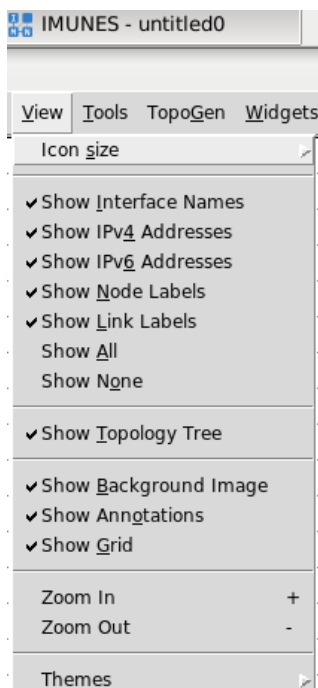 IMUNES - untitled0
View Tools TopoGen Widgets
Icon size
✔ Show Interface Names
✔ Show IPv4 Addresses
✔ Show IPv6 Addresses
✔ Show Node Labels
✔ Show Link Labels
Show All
Show None
✔ Show Topology Tree
✔ Show Background Image
✔ Show Annotations
✔ Show Grid
Zoom In +
Zoom Out -
Themes